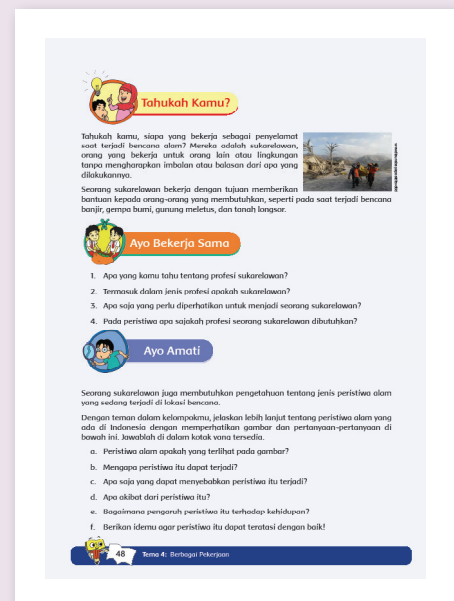 Tahukah Kamu?
Tahukah kamu, siapa yang bekerja sebagai penyelamat
saat terjadi bencana alam? Mereka adalah sukarelawan,
orang yang bekerja untuk orang lain atau lingkungan
tanpa mengharapkan imbalan atau balasan dari apa yang
dilakukannya.
Seorang sukarelawan bekerja dengan tujuan memberikan
bantuan kepada orang-orang yang membutuhkan, seperti pada saat terjadi bencana
banjir, gempa bumi, gunung meletus, dan tanah longsor.
Ayo Bekerja Sama
1. Apa yang kamu tahu tentang profesi sukarelawan?
2. Termasuk dalam jenis profesi apakah sukarelawan?
3. Apa saja yang perlu diperhatikan untuk menjadi seorang sukarelawan?
4. Pada peristiwa apa sajakah profesi seorang sukarelawan dibutuhkan?
Ayo Amati
Seorang sukarelawan juga membutuhkan pengetahuan tentang jenis peristiwa alam
yang sedang terjadi di lokasi bencana.
Dengan teman dalam kelompokmu, jelaskan lebih lanjut tentang peristiwa alam yang
ada di Indonesia dengan memperhatikan gambar dan pertanyaan-pertanyaan di
bawah ini. Jawablah di dalam kotak yang tersedia.
a. Peristiwa alam apakah yang terlihat pada gambar?
b. Mengapa peristiwa itu dapat terjadi?
c. Apa saja yang dapat menyebabkan peristiwa itu terjadi?
d. Apa akibat dari peristiwa itu?
e. Bagaimana pengaruh peristiwa itu terhadap kehidupan?
f. Berikan idemu agar peristiwa itu dapat teratasi dengan baik!
48 Tema 4: Berbagai Pekerjaan